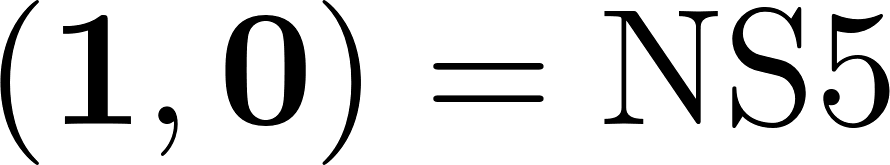 (1, 0) = NS5